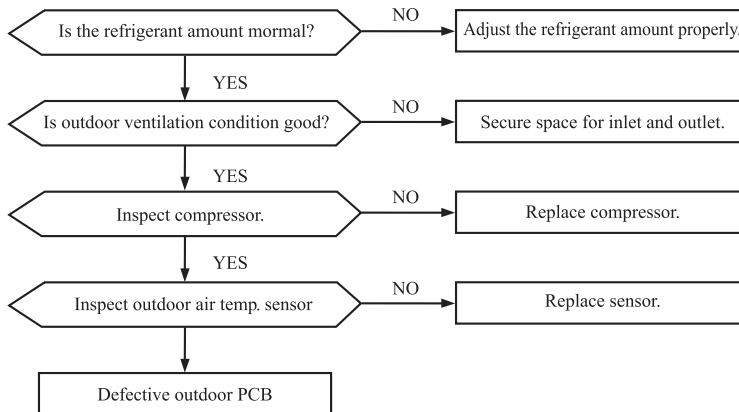 Is the refrigerant amount mormal?
NO
Adjust the refrigerant amount properly.
YES
Is outdoor ventilation condition good?
NO
Secure space for inlet and outlet.
YES
Inspect compressor.
NO
Replace compressor.
YES
Inspect outdoor air temp. sensor
NO
Replace sensor.
Defective outdoor PCB